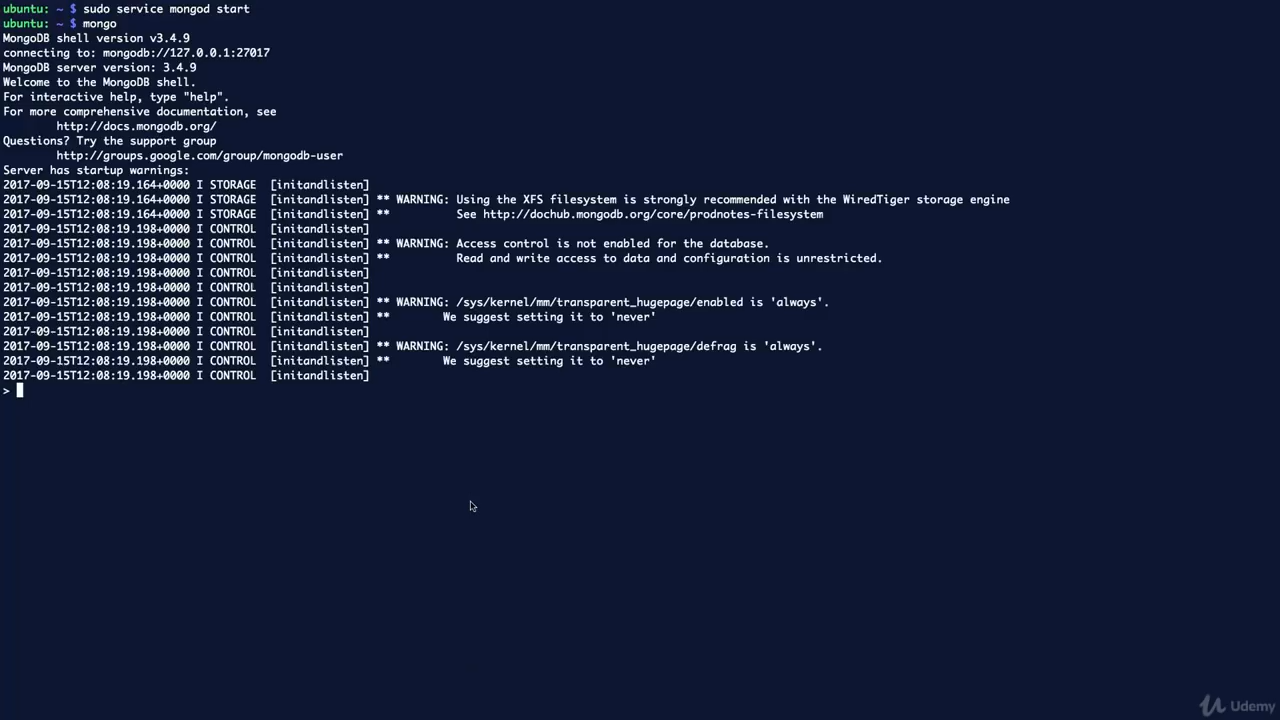 ubuntu: ~ $ sudo service mongod start
ubuntu: ~ $ mongo
MongoDB shell version v3.4.9
connecting to: mongodb://127.0.0.1:27017
MongoDB server version: 3.4.9
Welcome to the MongoDB shell.
For interactive help, type "help".
For more comprehensive documentation, see
        http://docs.mongodb.org/
Questions? Try the support group
        http://groups.google.com/group/mongodb-user
Server has startup warnings:
2017-09-15T12:08:19.164+0000 I STORAGE  [initandlisten]
2017-09-15T12:08:19.164+0000 I STORAGE  [initandlisten] ** WARNING: Using the XFS filesystem is strongly recommended with the WiredTiger storage engine
2017-09-15T12:08:19.164+0000 I STORAGE  [initandlisten] **          See http://dochub.mongodb.org/core/prodnotes-filesystem
2017-09-15T12:08:19.198+0000 I CONTROL  [initandlisten]
2017-09-15T12:08:19.198+0000 I CONTROL  [initandlisten] ** WARNING: Access control is not enabled for the database.
2017-09-15T12:08:19.198+0000 I CONTROL  [initandlisten] **          Read and write access to data and configuration is unrestricted.
2017-09-15T12:08:19.198+0000 I CONTROL  [initandlisten]
2017-09-15T12:08:19.198+0000 I CONTROL  [initandlisten]
2017-09-15T12:08:19.198+0000 I CONTROL  [initandlisten] ** WARNING: /sys/kernel/mm/transparent_hugepage/enabled is 'always'.
2017-09-15T12:08:19.198+0000 I CONTROL  [initandlisten] **        We suggest setting it to 'never'
2017-09-15T12:08:19.198+0000 I CONTROL  [initandlisten]
2017-09-15T12:08:19.198+0000 I CONTROL  [initandlisten] ** WARNING: /sys/kernel/mm/transparent_hugepage/defrag is 'always'.
2017-09-15T12:08:19.198+0000 I CONTROL  [initandlisten] **        We suggest setting it to 'never'
2017-09-15T12:08:19.198+0000 I CONTROL  [initandlisten]
>
Udemy